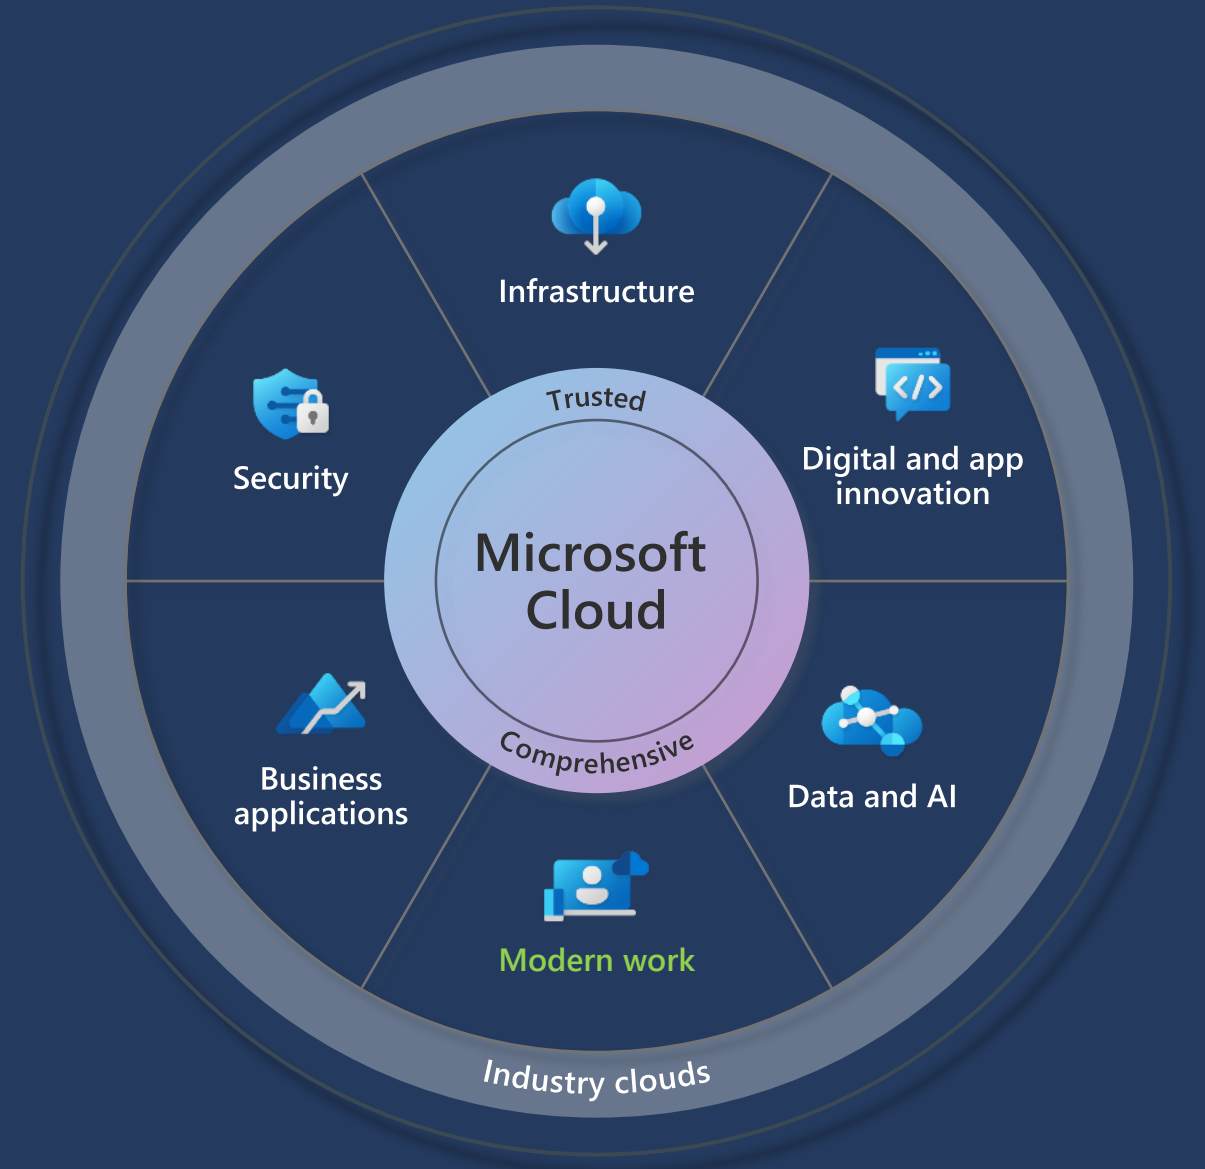 Infrastructure
Security
Digital and app
innovation
Trusted
Microsoft
Cloud
Comprehensive
Business
applications
Data and AI
Modern work
Industry clouds